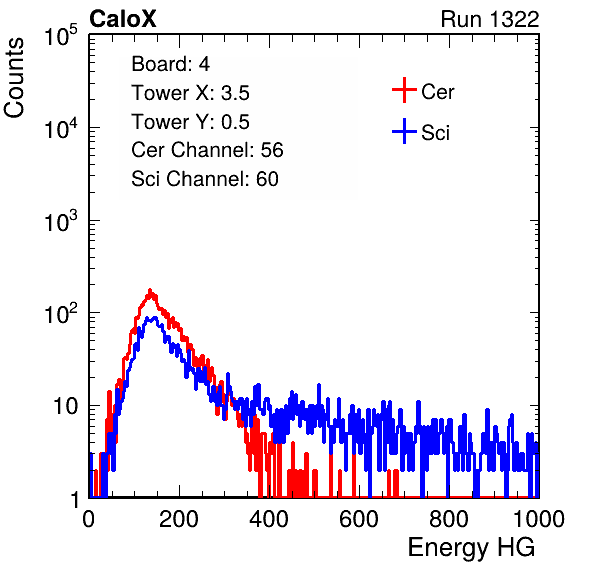 CaloX Run 1322
Counts
10^5
Board: 4
Tower X: 3.5
Tower Y: 0.5
Cer Channel: 56
Sci Channel: 60
Cer
Sci
10^4
10^3
10^2
10
1
0 200 400 600 800 1000
Energy HG